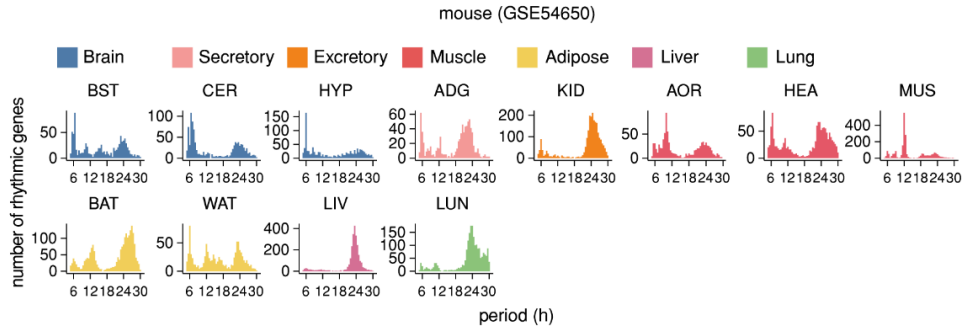 mouse (GSE54650)
Brain Secretory Excretory Muscle Adipose Liver Lung
BST CER HYP ADG KID AOR HEA MUS
50 0 100 50 0 150 100 50 0 60 40 20 0 200 100 0 50 0 50 0 400 200 0
6 12 18 24 30 6 12 18 24 30 6 12 18 24 30 6 12 18 24 30 6 12 18 24 30 6 12 18 24 30 6 12 18 24 30 6 12 18 24 30
BAT WAT LIV LUN
100 50 0 50 0 400 200 0 150 100 50 0
6 12 18 24 30 6 12 18 24 30 6 12 18 24 30 6 12 18 24 30
number of rhythmic genes
period (h)